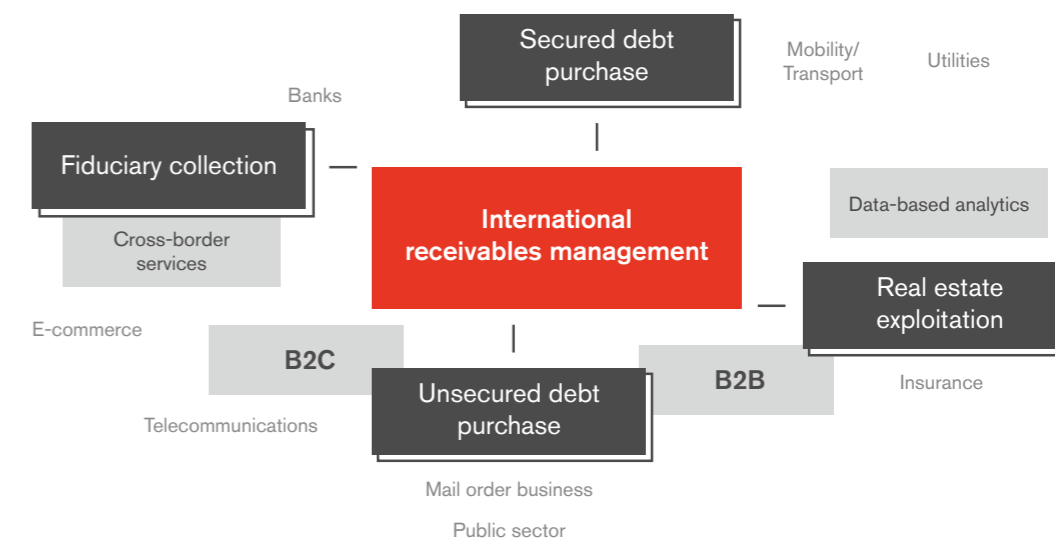 Secured debt
purchase
Mobility/
Transport
Utilities
Banks
Fiduciary collection
Cross-border
services
International
receivables management
Data-based analytics
Real estate
exploitation
E-commerce
B2C
Unsecured debt
purchase
B2B
Insurance
Telecommunications
Mail order business
Public sector